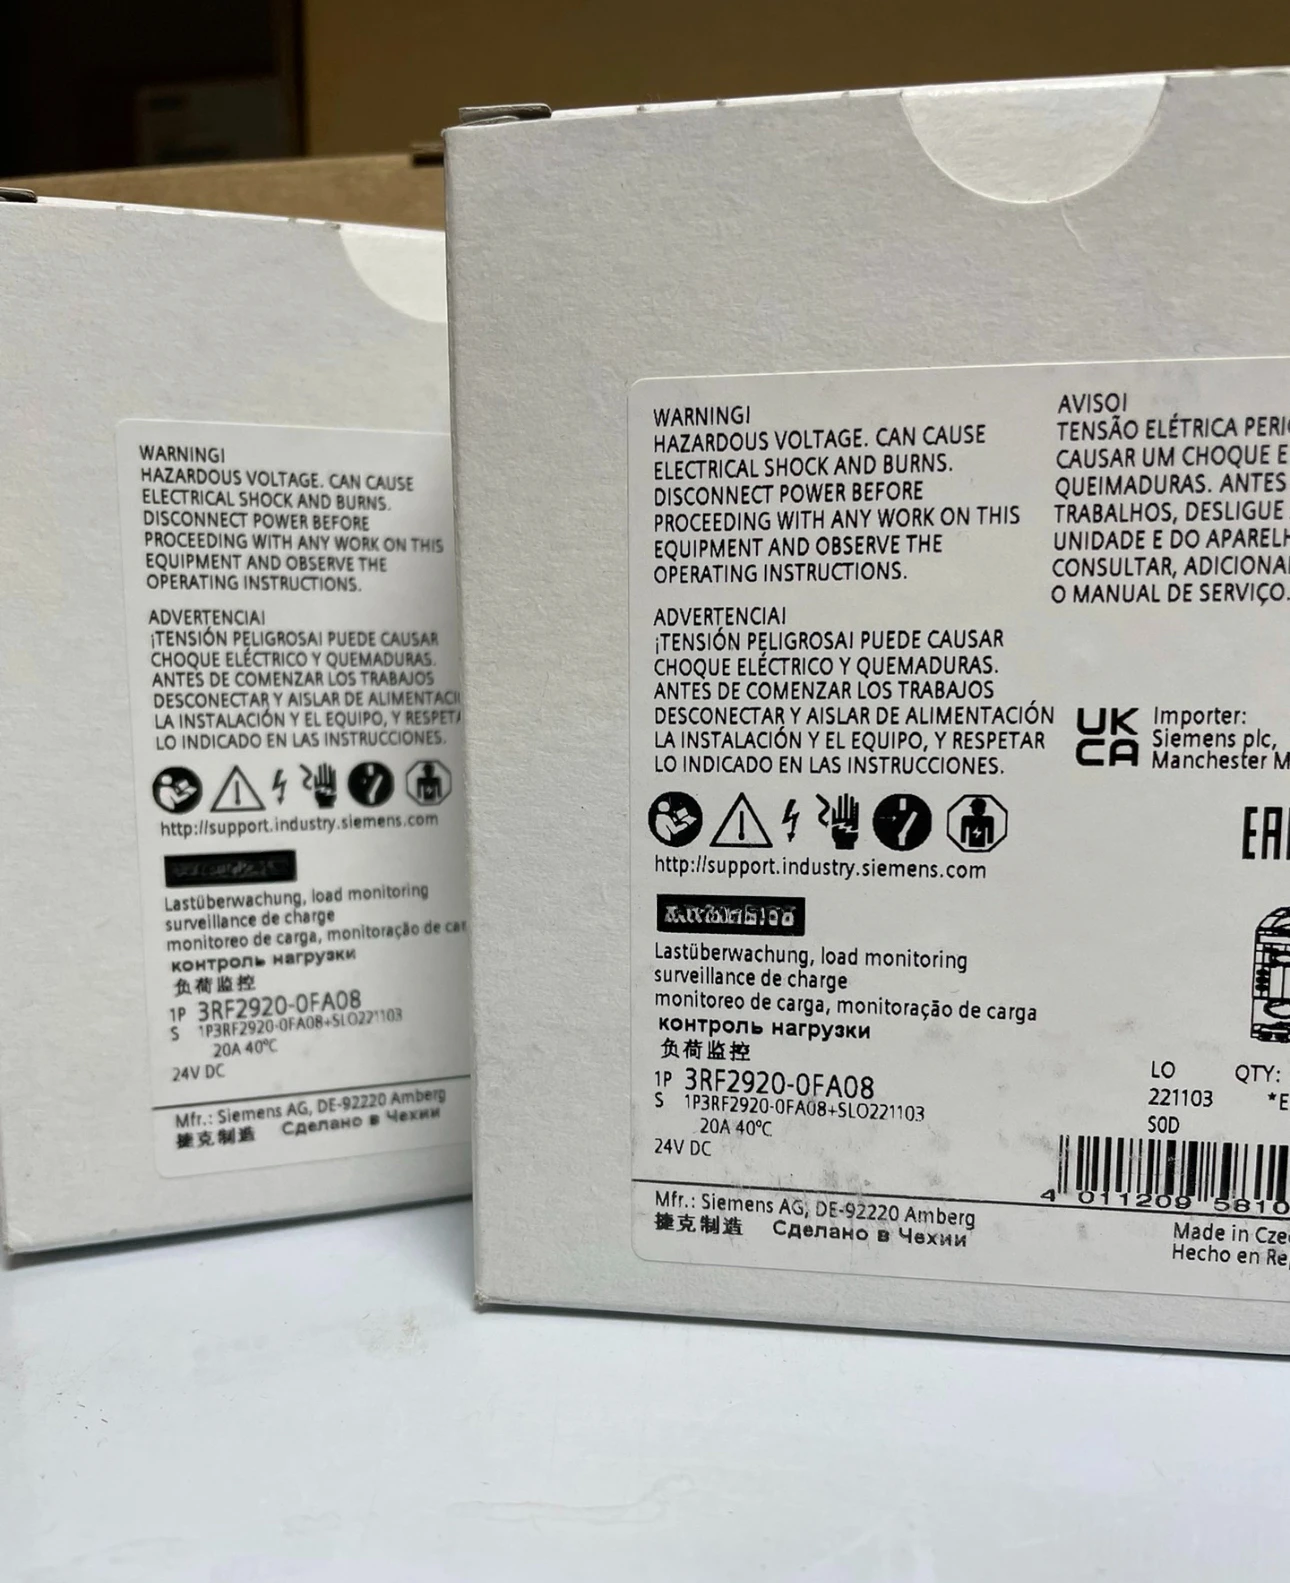 WARNING!
HAZARDOUS VOLTAGE. CAN CAUSE
ELECTRICAL SHOCK AND BURNS.
DISCONNECT POWER BEFORE
PROCEEDING WITH ANY WORK ON THIS
EQUIPMENT AND OBSERVE THE
OPERATING INSTRUCTIONS.
ADVERTENCIA!
¡TENSIÓN PELIGROSA! PUEDE CAUSAR
CHOQUE ELÉCTRICO Y QUEMADURAS.
ANTES DE COMENZAR LOS TRABAJOS
DESCONECTAR Y AISLAR DE ALIMENTACI
LA INSTALACIÓN Y EL EQUIPO, Y RESPETA
LO INDICADO EN LAS INSTRUCCIONES.
http://support.industry.siemens.com
Lastüberwachung, load monitoring
surveillance de charge
monitoreo de carga, monitoração de car
контроль нагрузки
负荷监控
1P 3RF2920-0FA08
S 1P3RF2920-0FA08+SLO221103
20A 40°C
24V DC
Mfr.: Siemens AG, DE-92220 Amberg
捷克制造 Сделано в Чехии
WARNING!
HAZARDOUS VOLTAGE. CAN CAUSE
ELECTRICAL SHOCK AND BURNS.
DISCONNECT POWER BEFORE
PROCEEDING WITH ANY WORK ON THIS
EQUIPMENT AND OBSERVE THE
OPERATING INSTRUCTIONS.
ADVERTENCIA!
¡TENSIÓN PELIGROSA! PUEDE CAUSAR
CHOQUE ELÉCTRICO Y QUEMADURAS.
ANTES DE COMENZAR LOS TRABAJOS
DESCONECTAR Y AISLAR DE ALIMENTACIÓN
LA INSTALACIÓN Y EL EQUIPO, Y RESPETAR
LO INDICADO EN LAS INSTRUCCIONES.
http://support.industry.siemens.com
Lastüberwachung, load monitoring
surveillance de charge
monitoreo de carga, monitoração de carga
контроль нагрузки
负荷监控
1P 3RF2920-0FA08
S 1P3RF2920-0FA08+SLO221103
20A 40°C
24V DC
Mfr.: Siemens AG, DE-92220 Amberg
捷克制造 Сделано в Чехии
AVISO!
TENSÃO ELÉTRICA PERI
CAUSAR UM CHOQUE E
QUEIMADURAS. ANTES
TRABALHOS, DESLIGUE
UNIDADE E DO APARELH
CONSULTAR, ADICIONA
O MANUAL DE SERVIÇO.
UK
CA
Importer:
Siemens plc,
Manchester M
EA
LO QTY:
221103 *E
SOD
4 011209 5810
Made in Cze
Hecho en Re